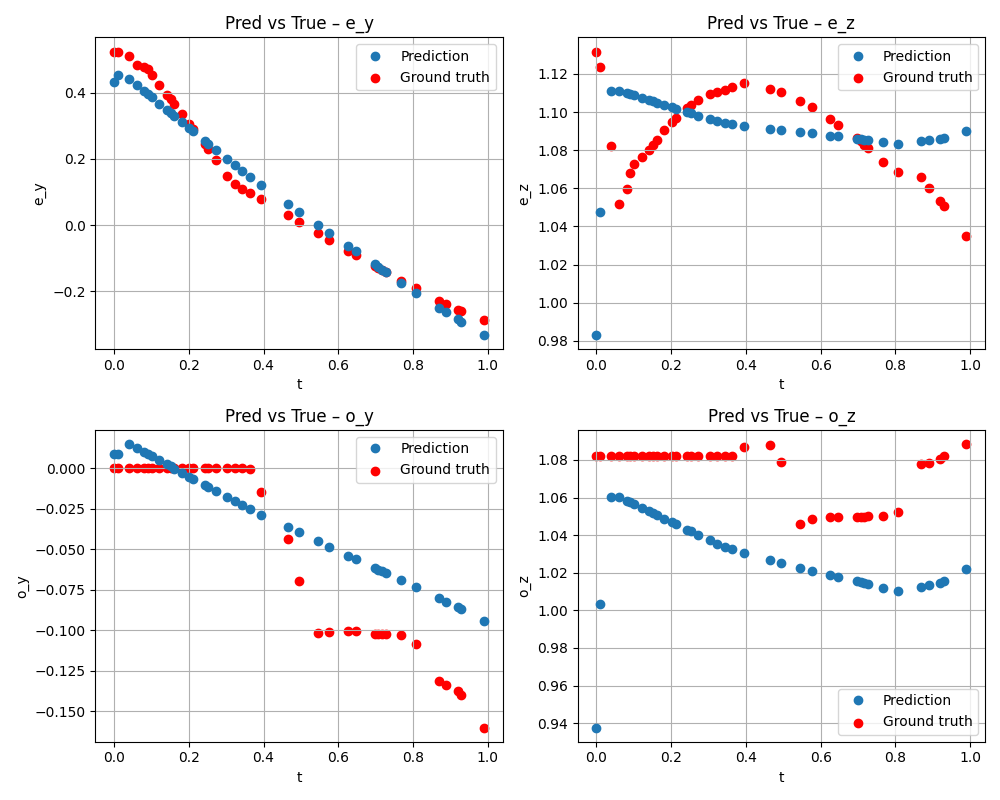 Pred vs True – e_y
e_y
0.4
0.2
0.0
−0.2
Prediction
Ground truth
0.0 0.2 0.4 0.6 0.8 1.0
t
Pred vs True – e_z
e_z
1.12
1.10
1.08
1.06
1.04
1.02
1.00
0.98
Prediction
Ground truth
0.0 0.2 0.4 0.6 0.8 1.0
t
Pred vs True – o_y
o_y
0.000
−0.025
−0.050
−0.075
−0.100
−0.125
−0.150
Prediction
Ground truth
0.0 0.2 0.4 0.6 0.8 1.0
t
Pred vs True – o_z
o_z
1.08
1.06
1.04
1.02
1.00
0.98
0.96
0.94
Prediction
Ground truth
0.0 0.2 0.4 0.6 0.8 1.0
t